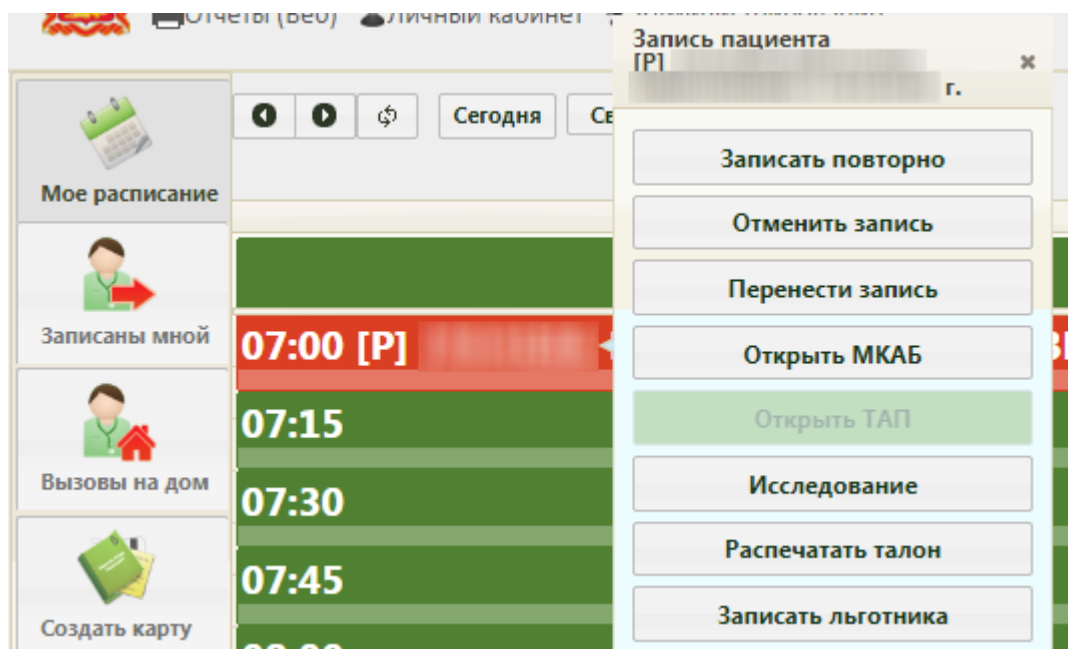 Отчеты (Веб) Личный кабинет
Запись пациента
[Р]
г.
Сегодня
Мое расписание
Записаны мной
Вызовы на дом
Создать карту
07:00 [Р]
07:15
07:30
07:45
Записать повторно
Отменить запись
Перенести запись
Открыть МКАБ
Открыть ТАП
Исследование
Распечатать талон
Записать льготника